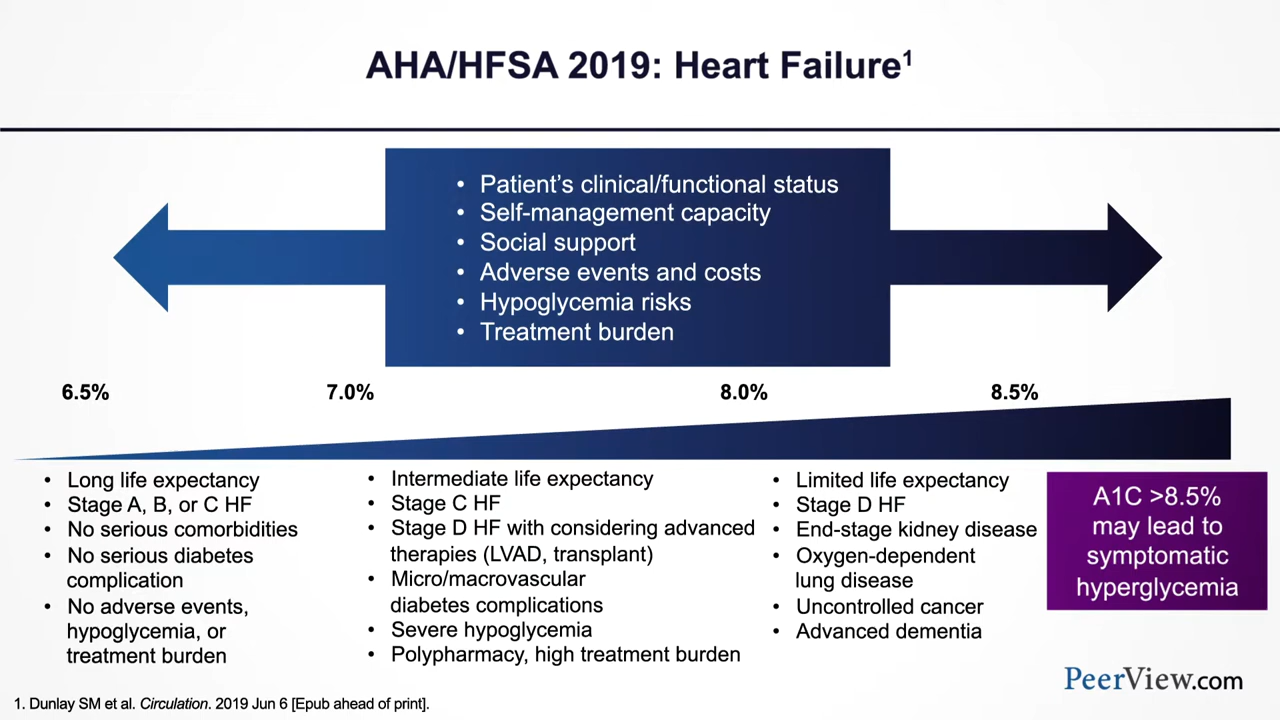 AHA/HFSA 2019: Heart Failure1
• Patient's clinical/functional status
• Self-management capacity
• Social support
• Adverse events and costs
• Hypoglycemia risks
• Treatment burden
6.5%
7.0%
8.0%
8.5%
• Long life expectancy
• Stage A, B, or C HF
• No serious comorbidities
• No serious diabetes
complication
• No adverse events,
hypoglycemia, or
treatment burden
• Intermediate life expectancy
• Stage C HF
• Stage D HF with considering advanced
therapies (LVAD, transplant)
• Micro/macrovascular
diabetes complications
• Severe hypoglycemia
• Polypharmacy, high treatment burden
• Limited life expectancy
• Stage D HF
• End-stage kidney disease
• Oxygen-dependent
lung disease
• Uncontrolled cancer
• Advanced dementia
A1C >8.5%
may lead to
symptomatic
hyperglycemia
PeerView.com
1. Dunlay SM et al. Circulation. 2019 Jun 6 [Epub ahead of print].